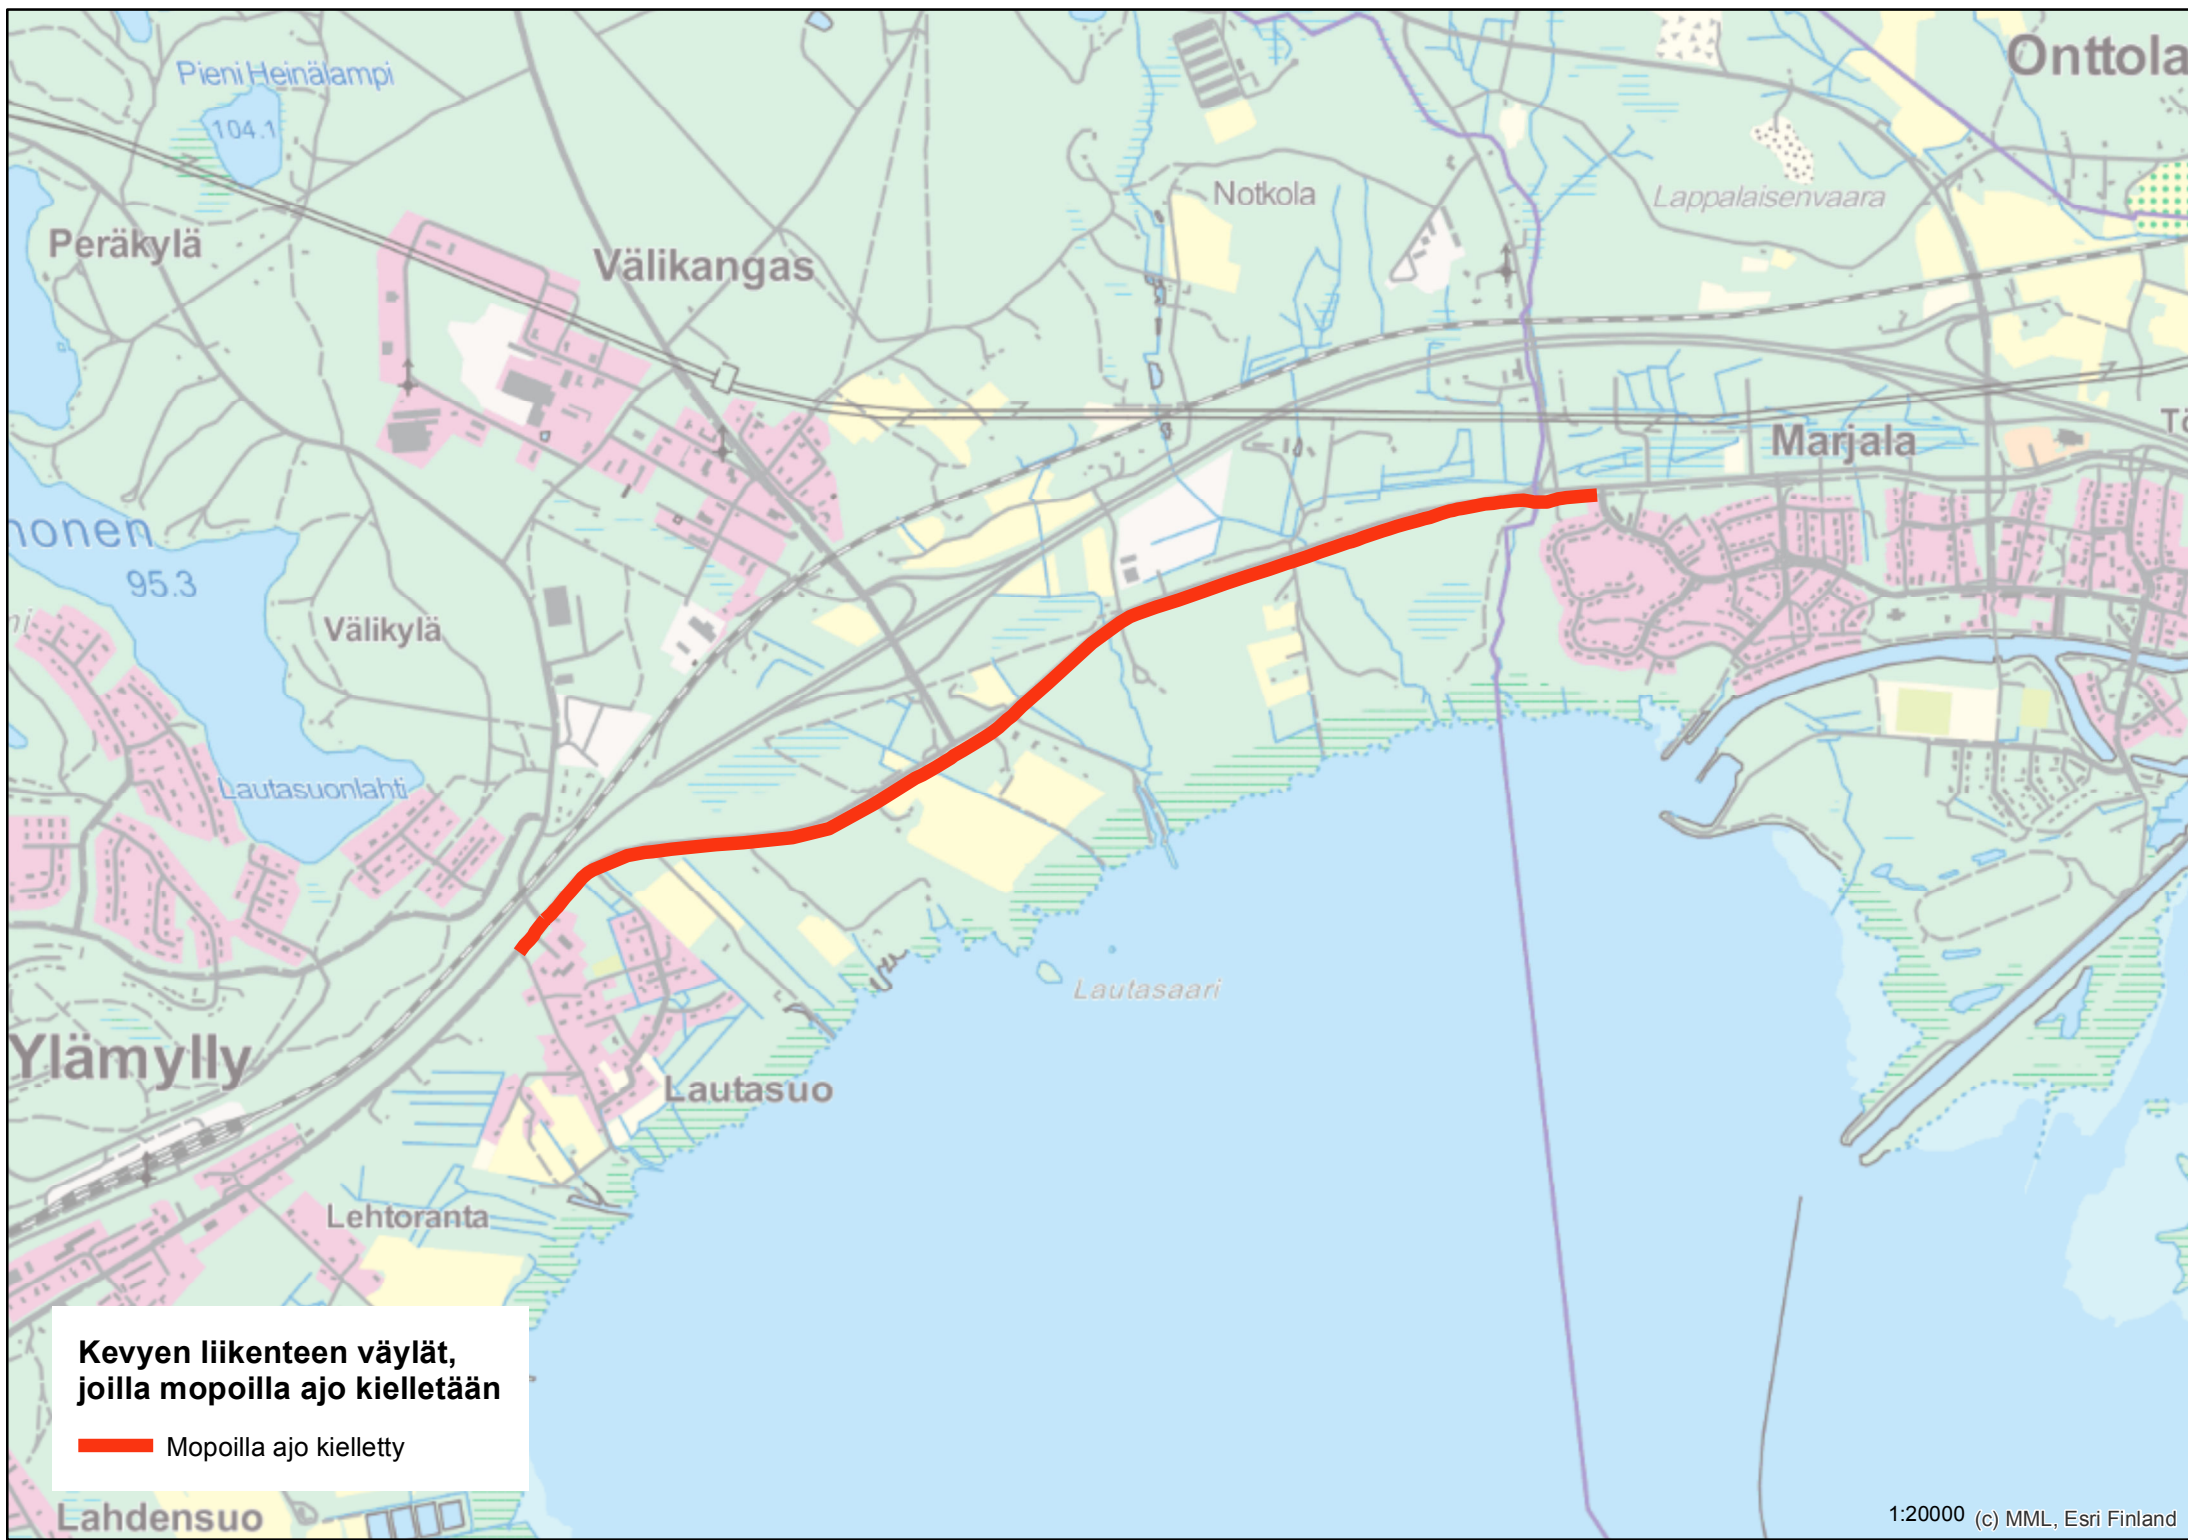 Onttola
Pieni Heinälampi
104.1
Notkola
Lappalaisenvaara
Peräkylä
Välikangas
Marjala
95.3
Välikylä
Lautasuonlahti
Lautasaari
Ylämylly
Lautasuo
Lehtoranta
Kevyen liikenteen väylät,
joilla mopoilla ajo kielletään
Mopoilla ajo kielletty
Lahdensuo
1:20000 (c) MML, Esri Finland